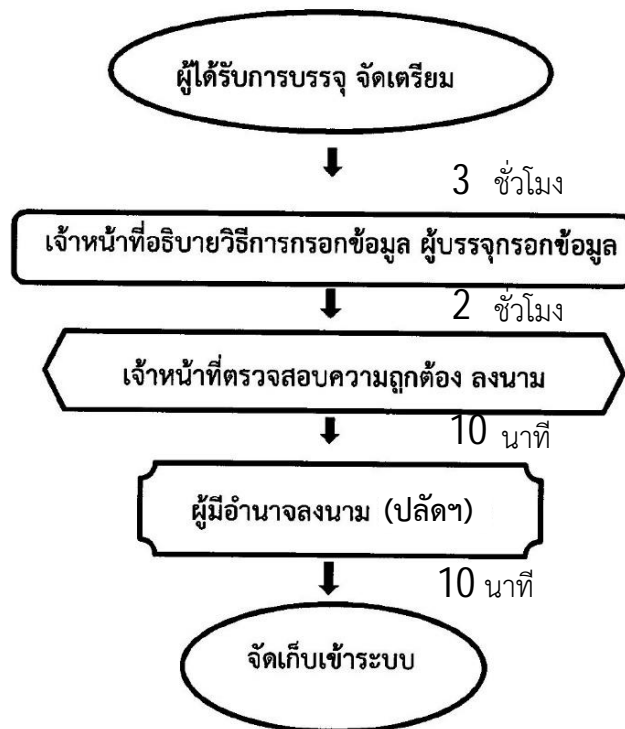 ผู้ได้รับการบรรจุ จัดเตรียม
3 ชั่วโมง
เจ้าหน้าที่อธิบายวิธีการกรอกข้อมูล ผู้บรรจุกรอกข้อมูล
2 ชั่วโมง
เจ้าหน้าที่ตรวจสอบความถูกต้อง ลงนาม
10 นาที
ผู้มีอำนาจลงนาม (ปลัดฯ)
10 นาที
จัดเก็บเข้าระบบ